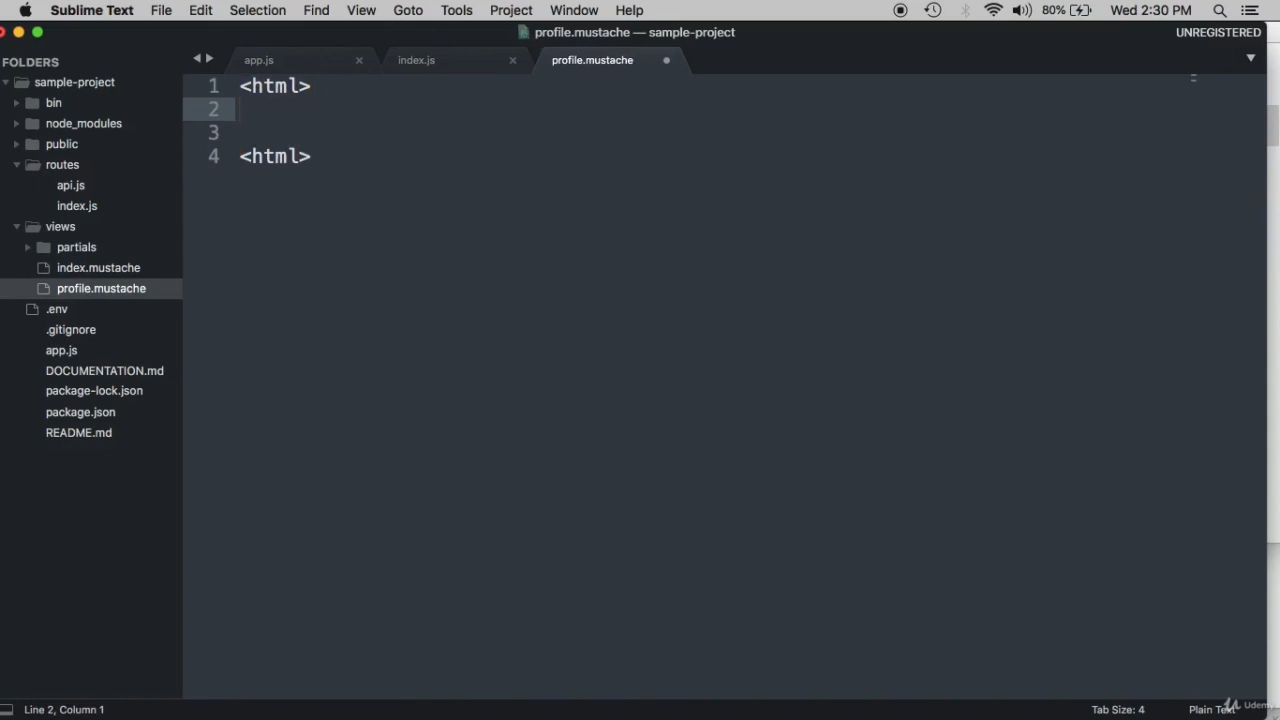 Sublime Text File Edit Selection Find View Goto Tools Project Window Help 80% Wed 2:30 PM
profile.mustache — sample-project UNREGISTERED
FOLDERS
sample-project
bin
node_modules
public
routes
api.js
index.js
views
partials
index.mustache
profile.mustache
.env
.gitignore
app.js
DOCUMENTATION.md
package-lock.json
package.json
README.md
app.js index.js profile.mustache
1 <html>
2
3
4 <html>
Line 2, Column 1 Tab Size: 4 Plain Text
Udemy